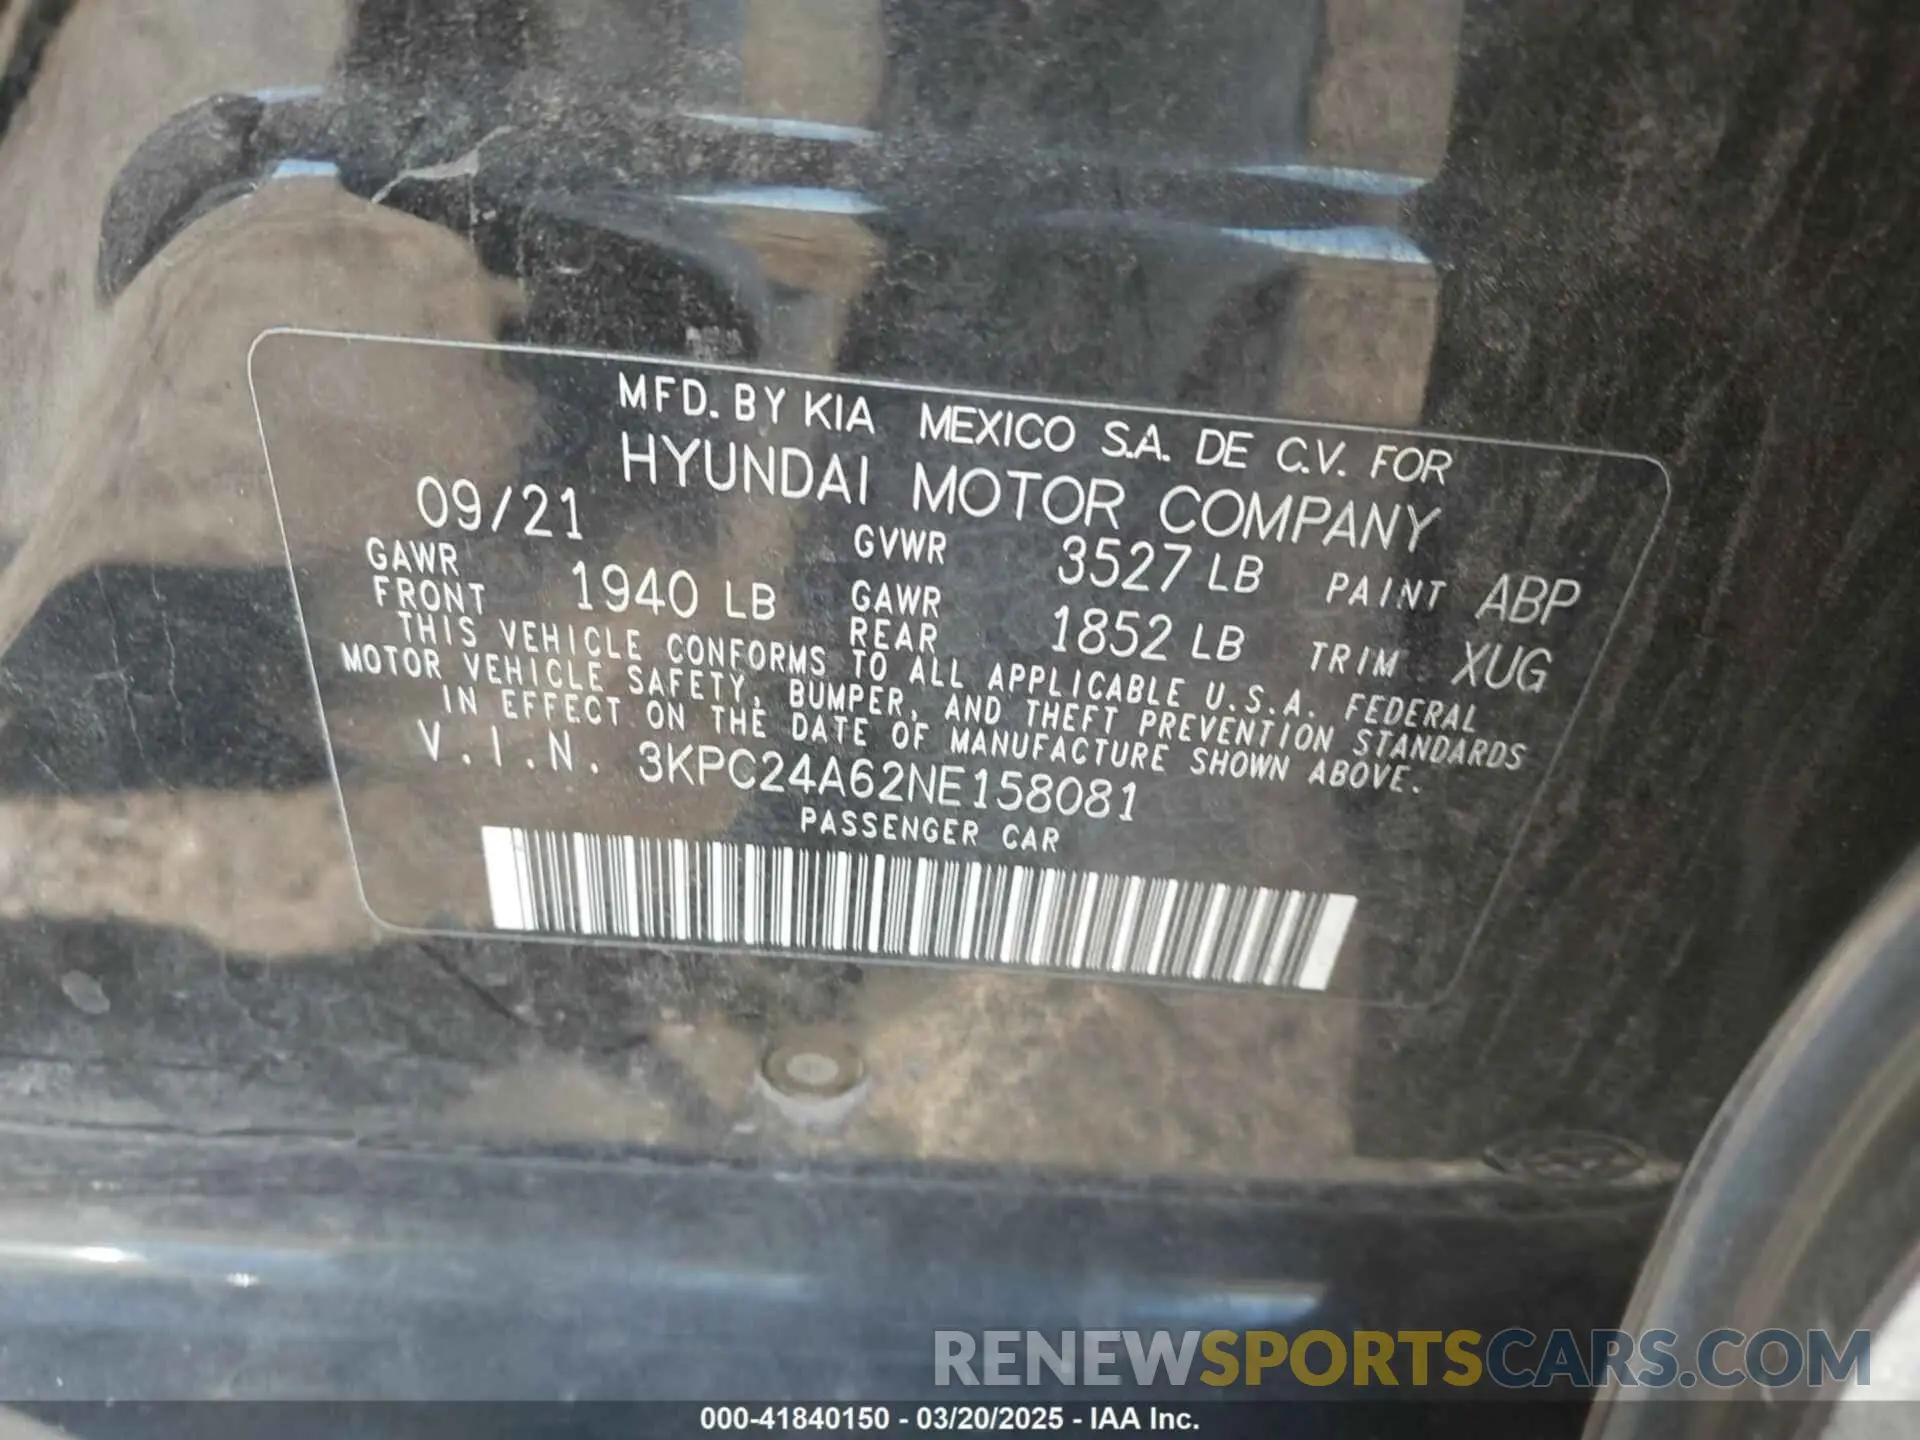 MFD. BY KIA MEXICO S.A. DE C.V. FOR
HYUNDAI MOTOR COMPANY
09/21
GAWR FRONT 1940 LB
GVWR 3527 LB
GAWR REAR 1852 LB
PAINT ABP
TRIM XUG
THIS VEHICLE CONFORMS TO ALL APPLICABLE U.S.A. FEDERAL
MOTOR VEHICLE SAFETY, BUMPER, AND THEFT PREVENTION STANDARDS
IN EFFECT ON THE DATE OF MANUFACTURE SHOWN ABOVE.
V.I.N. 3KPC24A62NE158081
PASSENGER CAR
RENEWSPORTSCARS.COM
000-41840150 - 03/20/2025 - IAA Inc.